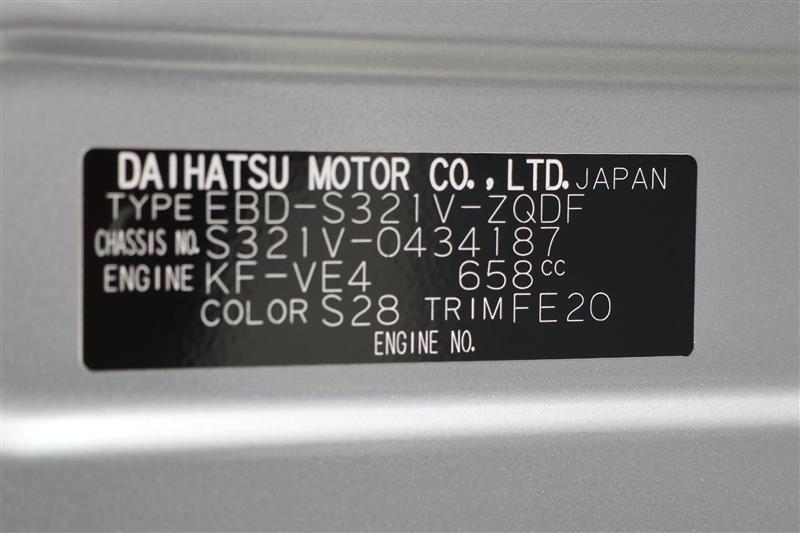 DAIHATSU MOTOR CO., LTD. JAPAN
TYPE EBD-S321V-ZQDF
CHASSIS NO. S321V-0434187
ENGINE KF-VE4 658cc
COLOR S28 TRIM FE20
ENGINE NO.